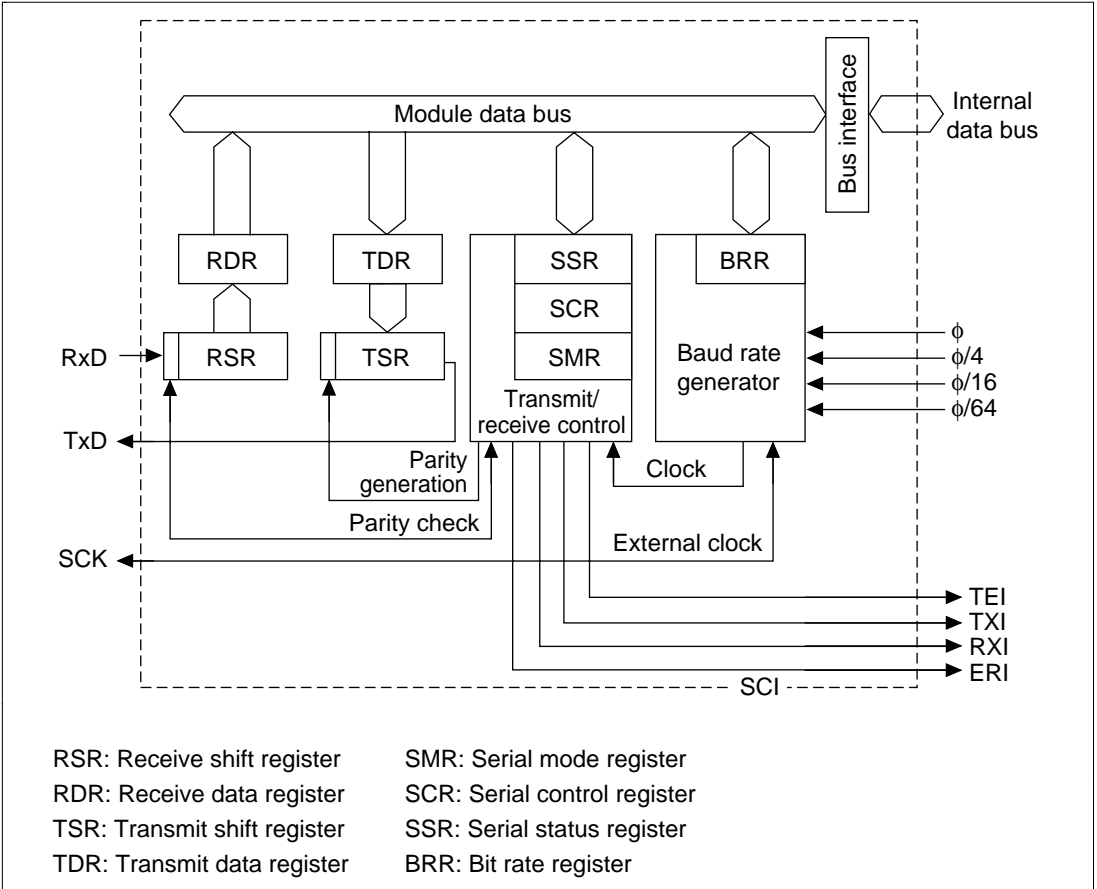 Module data bus
Bus interface
Internal
data bus
RDR
TDR
SSR
BRR
SCR
RxD
RSR
TSR
SMR
Baud rate
generator
ϕ
ϕ/4
ϕ/16
ϕ/64
Transmit/
receive control
TxD
Parity
generation
Clock
Parity check
External clock
SCK
TEI
TXI
RXI
ERI
SCI
RSR: Receive shift register
SMR: Serial mode register
RDR: Receive data register
SCR: Serial control register
TSR: Transmit shift register
SSR: Serial status register
TDR: Transmit data register
BRR: Bit rate register